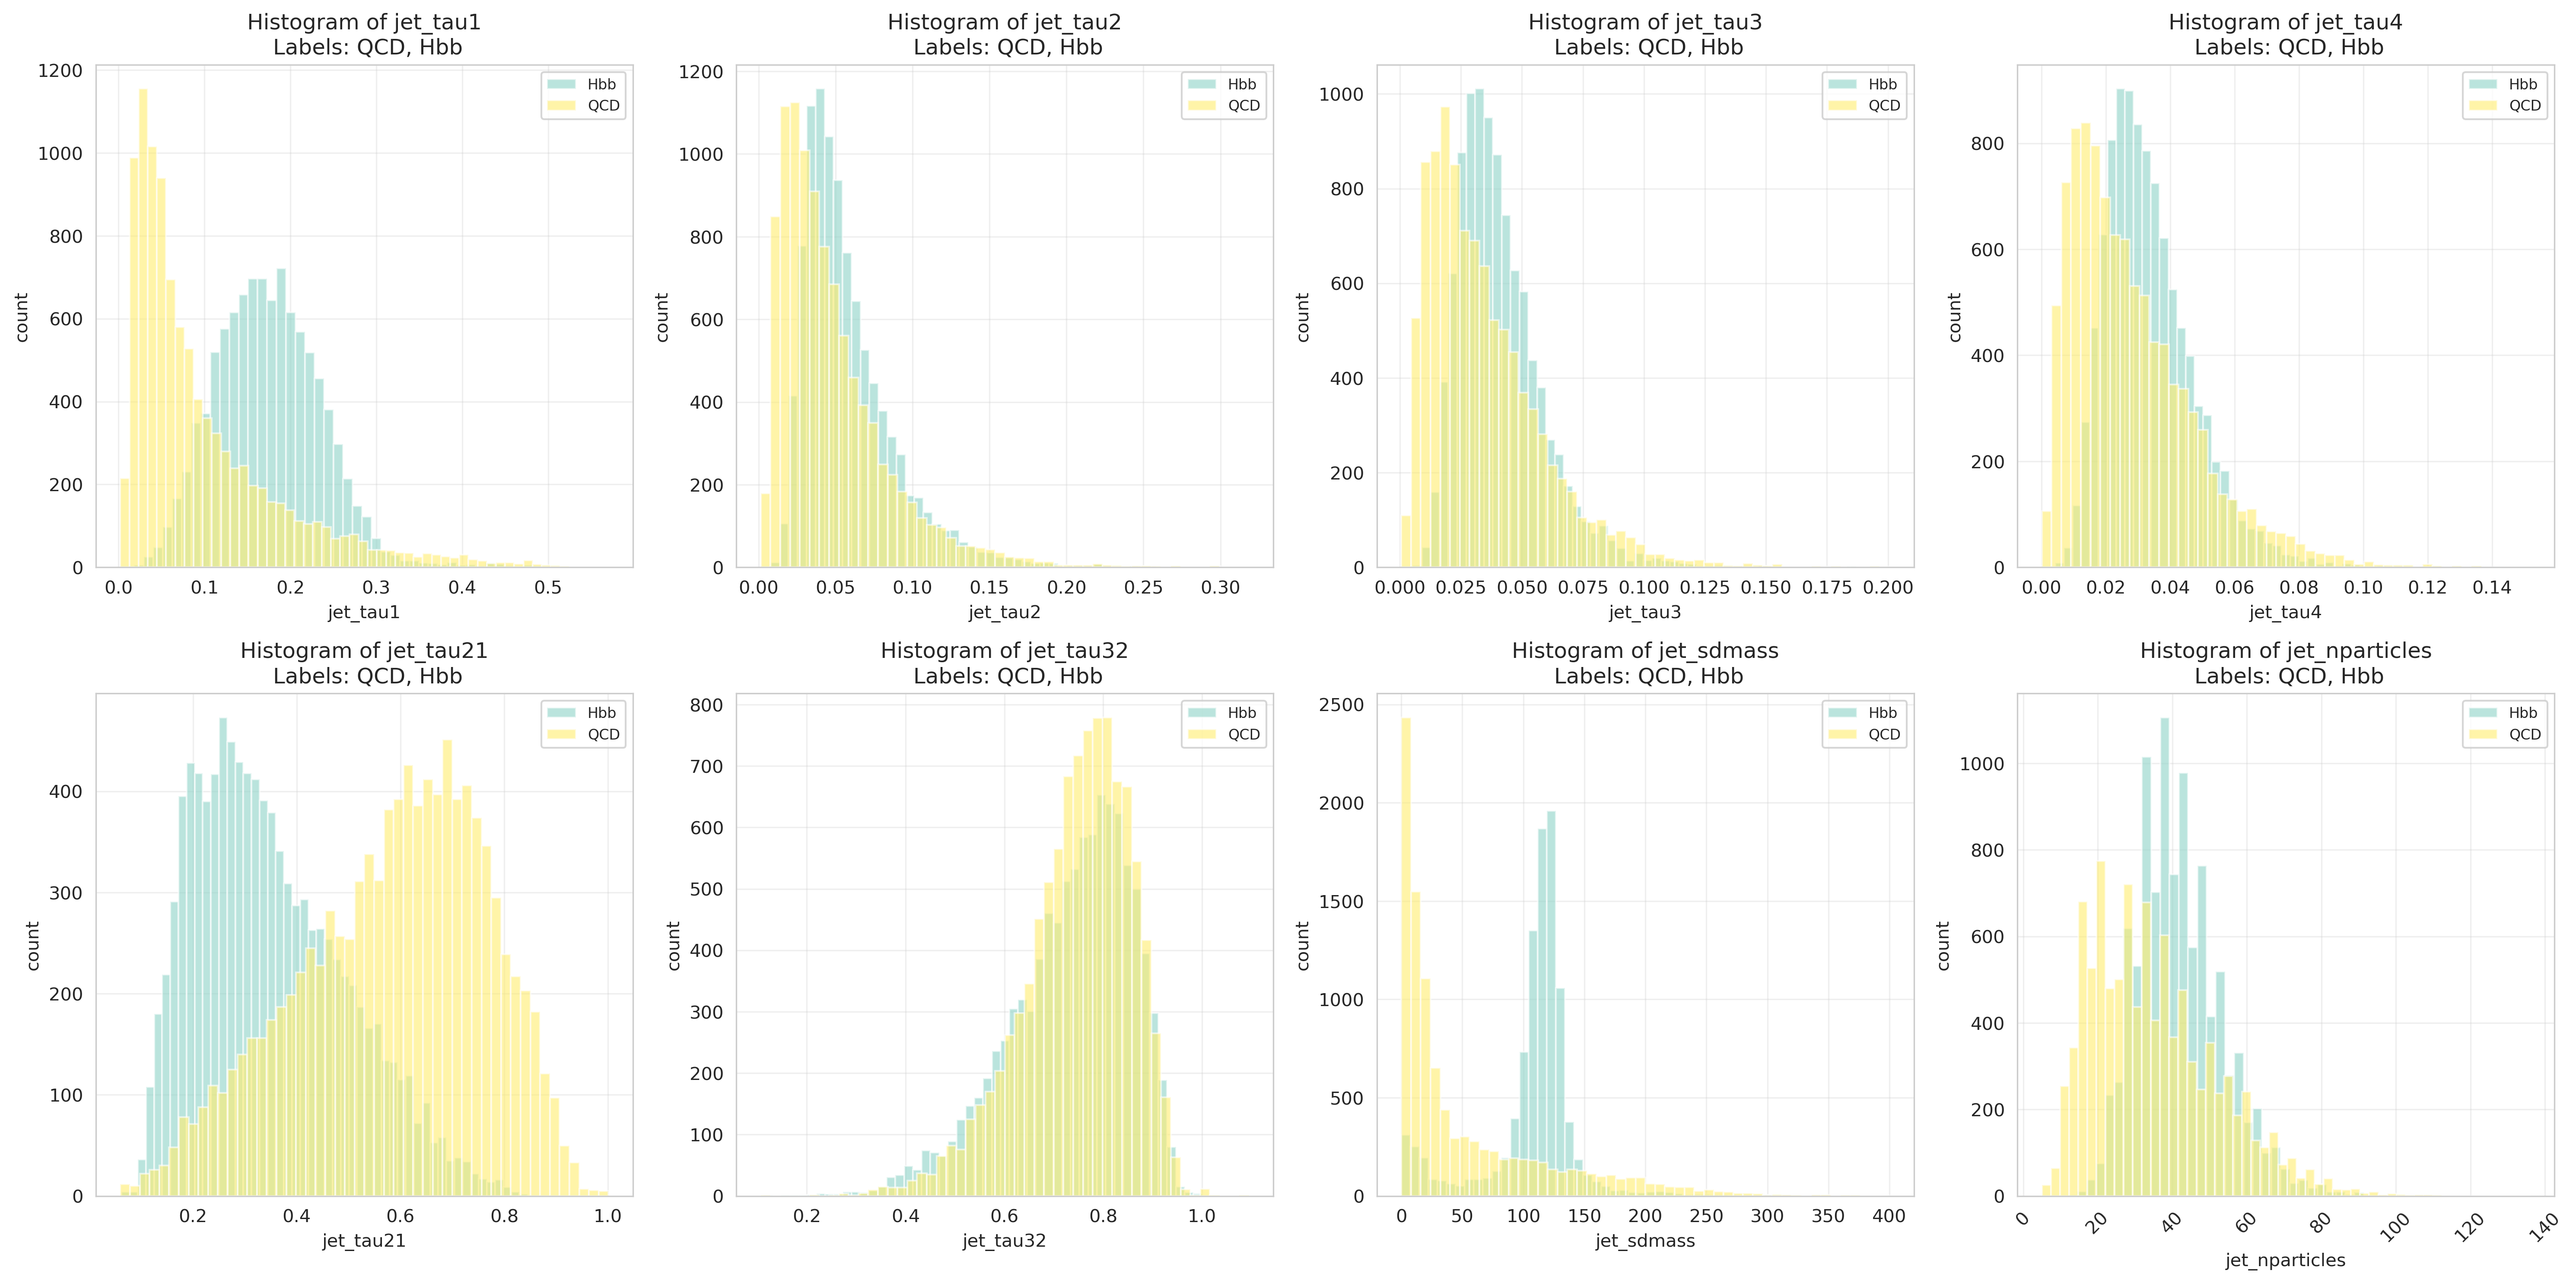 Histogram of jet_tau1
Labels: QCD, Hbb
1200
1000
800
600
400
200
0
count
0.0 0.1 0.2 0.3 0.4 0.5
jet_tau1
Hbb
QCD
Histogram of jet_tau2
Labels: QCD, Hbb
1200
1000
800
600
400
200
0
count
0.00 0.05 0.10 0.15 0.20 0.25 0.30
jet_tau2
Hbb
QCD
Histogram of jet_tau3
Labels: QCD, Hbb
1000
800
600
400
200
0
count
0.000 0.025 0.050 0.075 0.100 0.125 0.150 0.175 0.200
jet_tau3
Hbb
QCD
Histogram of jet_tau4
Labels: QCD, Hbb
800
600
400
200
0
count
0.00 0.02 0.04 0.06 0.08 0.10 0.12 0.14
jet_tau4
Hbb
QCD
Histogram of jet_tau21
Labels: QCD, Hbb
400
300
200
100
0
count
0.2 0.4 0.6 0.8 1.0
jet_tau21
Hbb
QCD
Histogram of jet_tau32
Labels: QCD, Hbb
800
700
600
500
400
300
200
100
0
count
0.2 0.4 0.6 0.8 1.0
jet_tau32
Hbb
QCD
Histogram of jet_sdmass
Labels: QCD, Hbb
2500
2000
1500
1000
500
0
count
0 50 100 150 200 250 300 350 400
jet_sdmass
Hbb
QCD
Histogram of jet_nparticles
Labels: QCD, Hbb
1000
800
600
400
200
0
count
0 20 40 60 80 100 120 140
jet_nparticles
Hbb
QCD